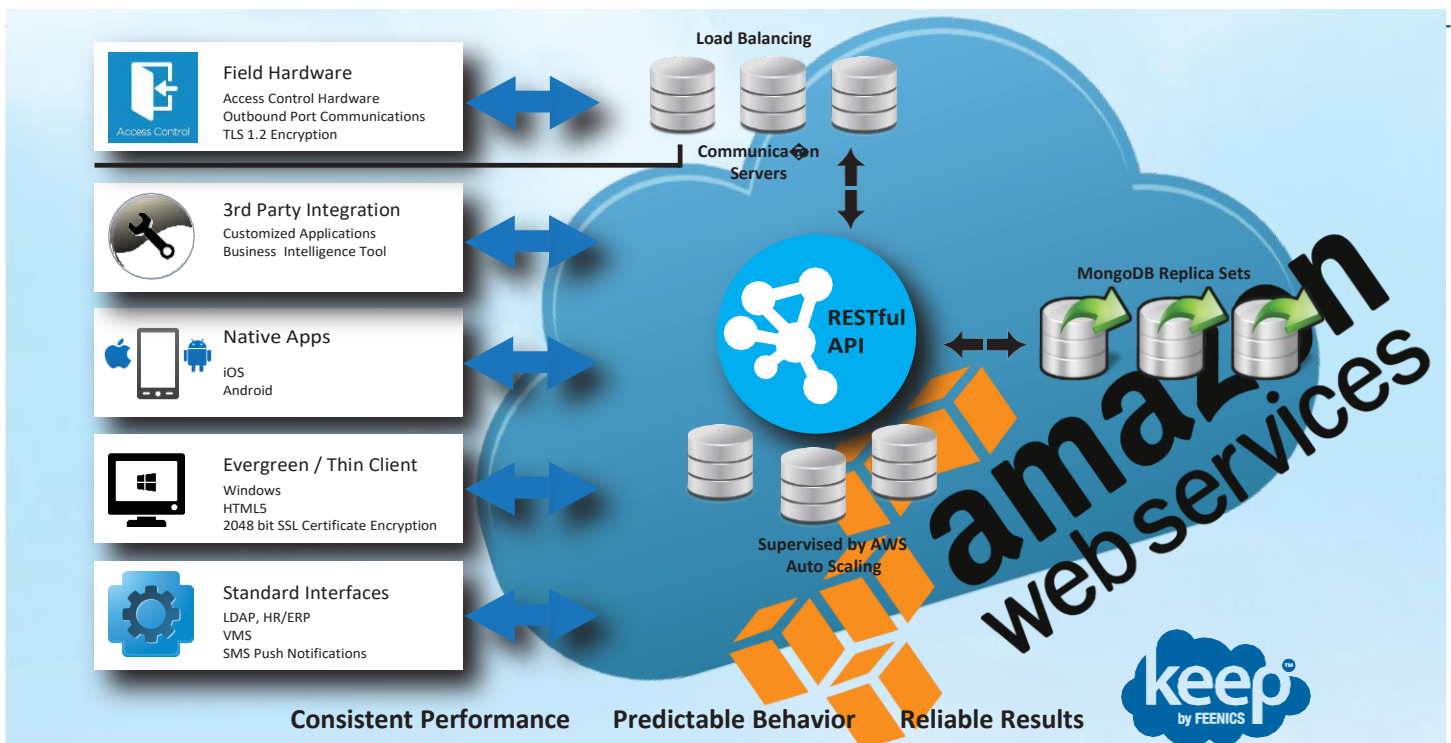 Load Balancing
Field Hardware
Access Control Hardware
Outbound Port Communications
TLS 1.2 Encryption
Access Control
Communica�on
Servers
3rd Party Integration
Customized Applications
Business Intelligence Tool
MongoDB Replica Sets
RESTful
API
Native Apps
iOS
Android
Evergreen / Thin Client
Windows
HTML5
2048 bit SSL Certificate Encryption
Supervised by AWS
Auto Scaling
amazon
web services
Standard Interfaces
LDAP, HR/ERP
VMS
SMS Push Notifications
keep™
by FEENICS
Consistent Performance Predictable Behavior Reliable Results